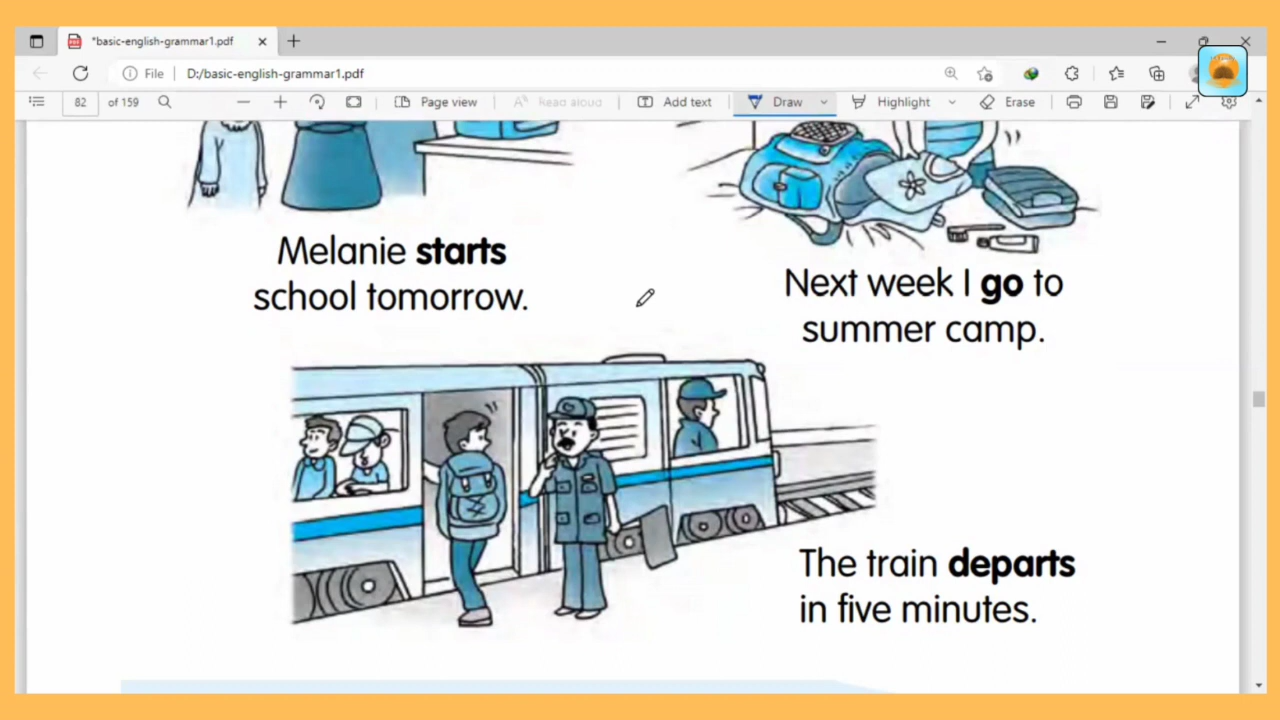 *basic-english-grammar1.pdf
File D:/basic-english-grammar1.pdf
82 of 159 Page view Read aloud Add text Draw Highlight Erase
Melanie starts
school tomorrow.
Next week I go to
summer camp.
The train departs
in five minutes.